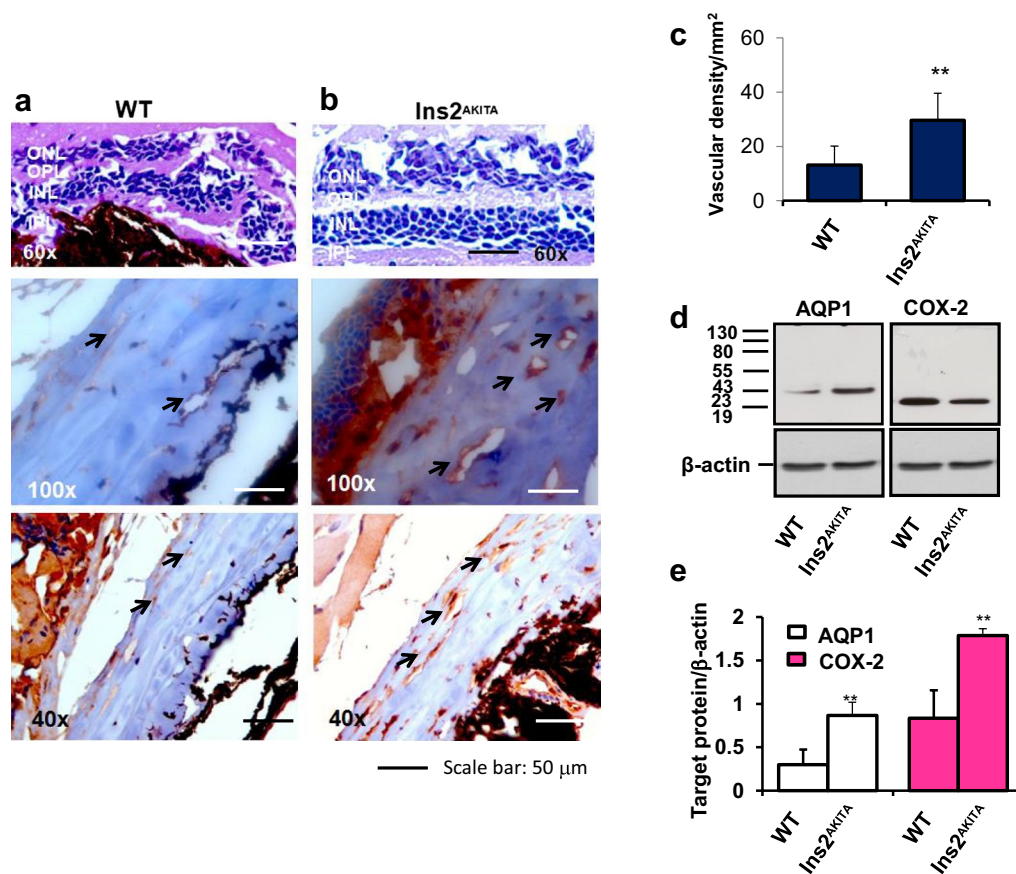 a
WT
ONL
OPL
INL
IPL
60x
100x
40x
b
Ins2AKITA
ONL
OPL
INL
IPL
60x
100x
40x
Scale bar: 50 μm
c
Vascular density/mm²
60
40
20
0
**
WT
Ins2AKITA
d
AQP1
COX-2
130
80
55
43
23
19
β-actin
WT
Ins2AKITA
WT
Ins2AKITA
e
Target protein/β-actin
2
1.5
1
0.5
0
AQP1
COX-2
**
**
WT
Ins2AKITA
WT
Ins2AKITA